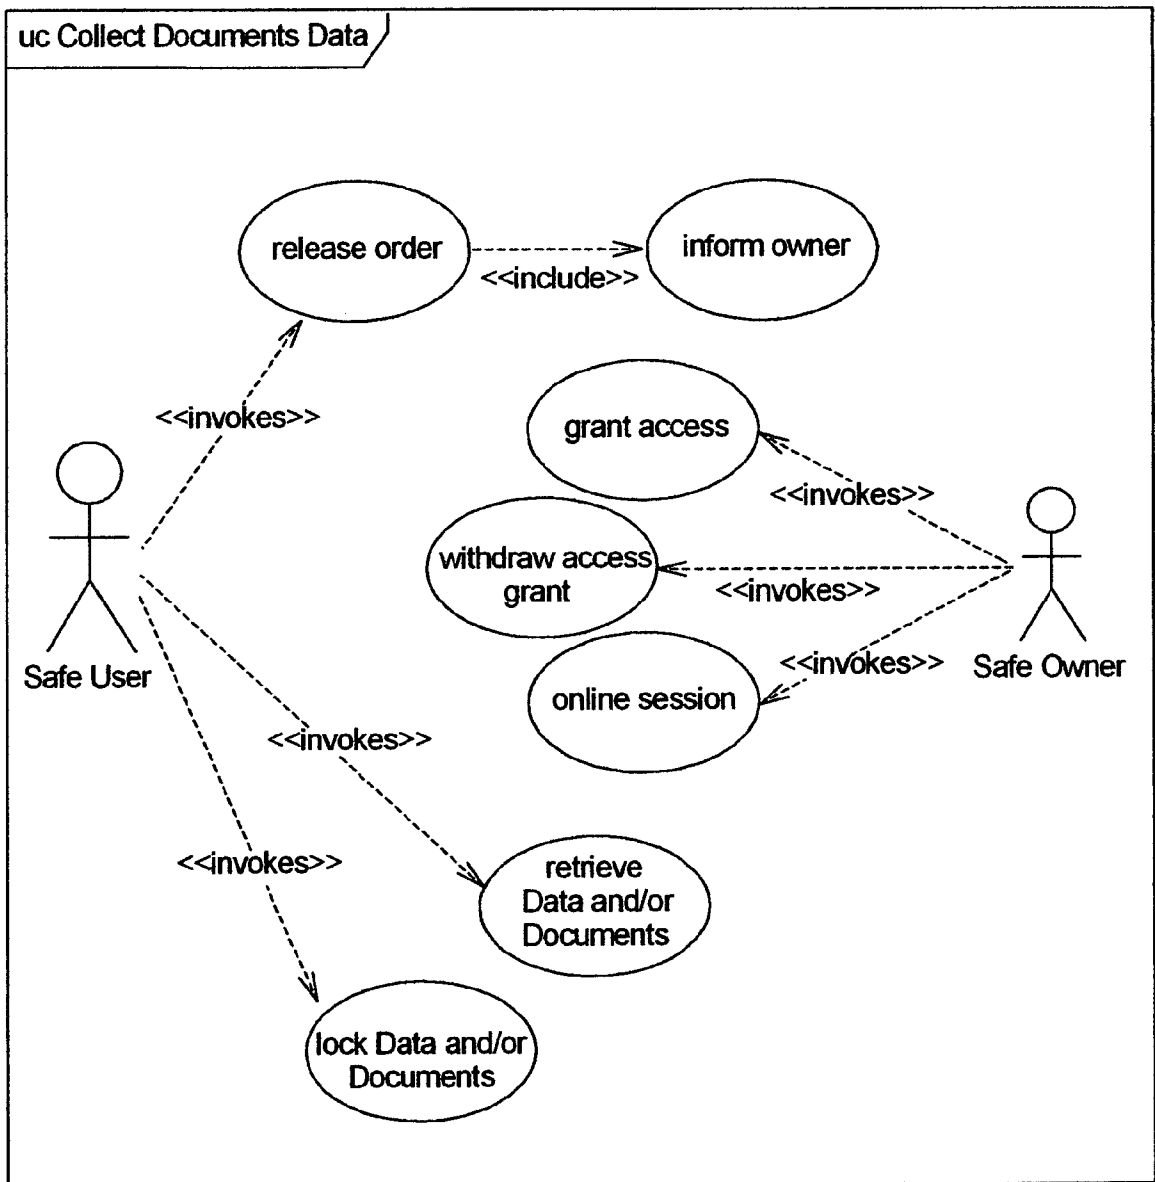 uc Collect Documents Data
release order
<<include>>
inform owner
<<invokes>>
grant access
<<invokes>>
withdraw access
grant
<<invokes>>
Safe User
<<invokes>>
Safe Owner
online session
<<invokes>>
<<invokes>>
retrieve
Data and/or
Documents
lock Data and/or
Documents